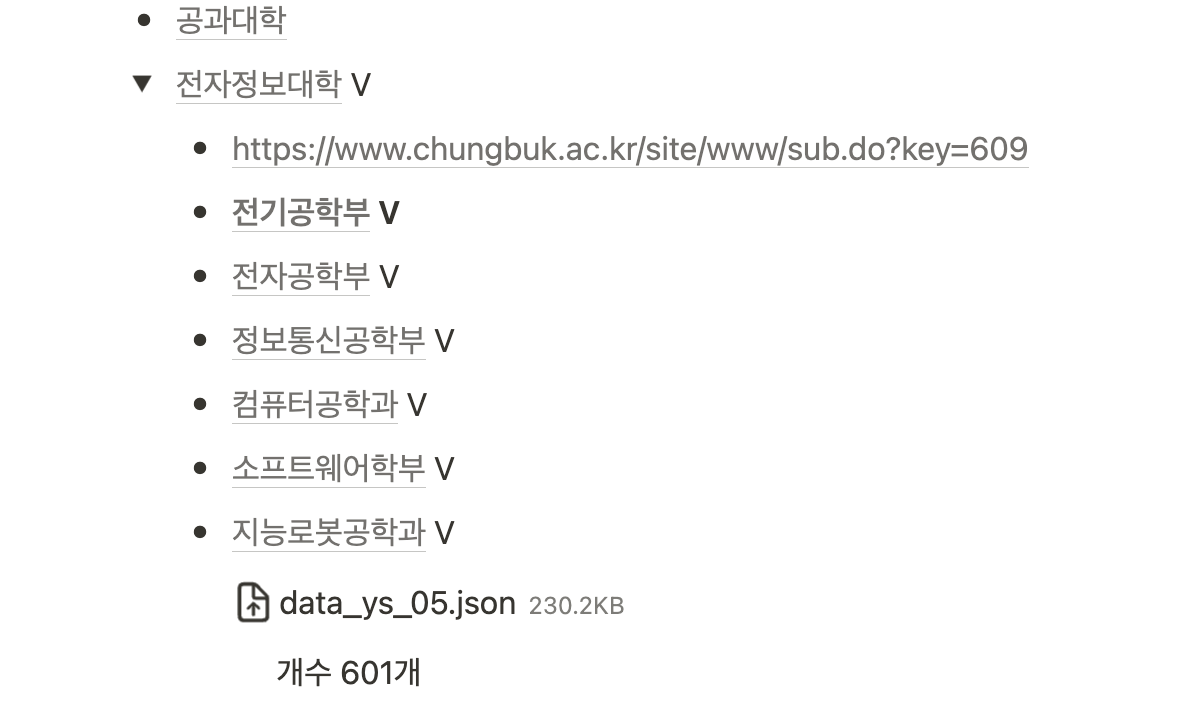 공과대학
전자정보대학 V
https://www.chungbuk.ac.kr/site/www/sub.do?key=609
전기공학부 V
전자공학부 V
정보통신공학부 V
컴퓨터공학과 V
소프트웨어학부 V
지능로봇공학과 V
data_ys_05.json 230.2KB
개수 601개